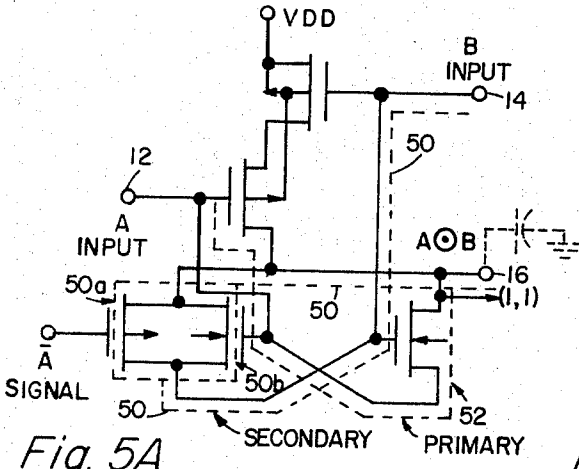 VDD
B
INPUT
14
12
A
INPUT
50
A⊙B
16
50a
50
(1,1)
Ā
SIGNAL
50b
50
52
SECONDARY
PRIMARY
Fig. 5A